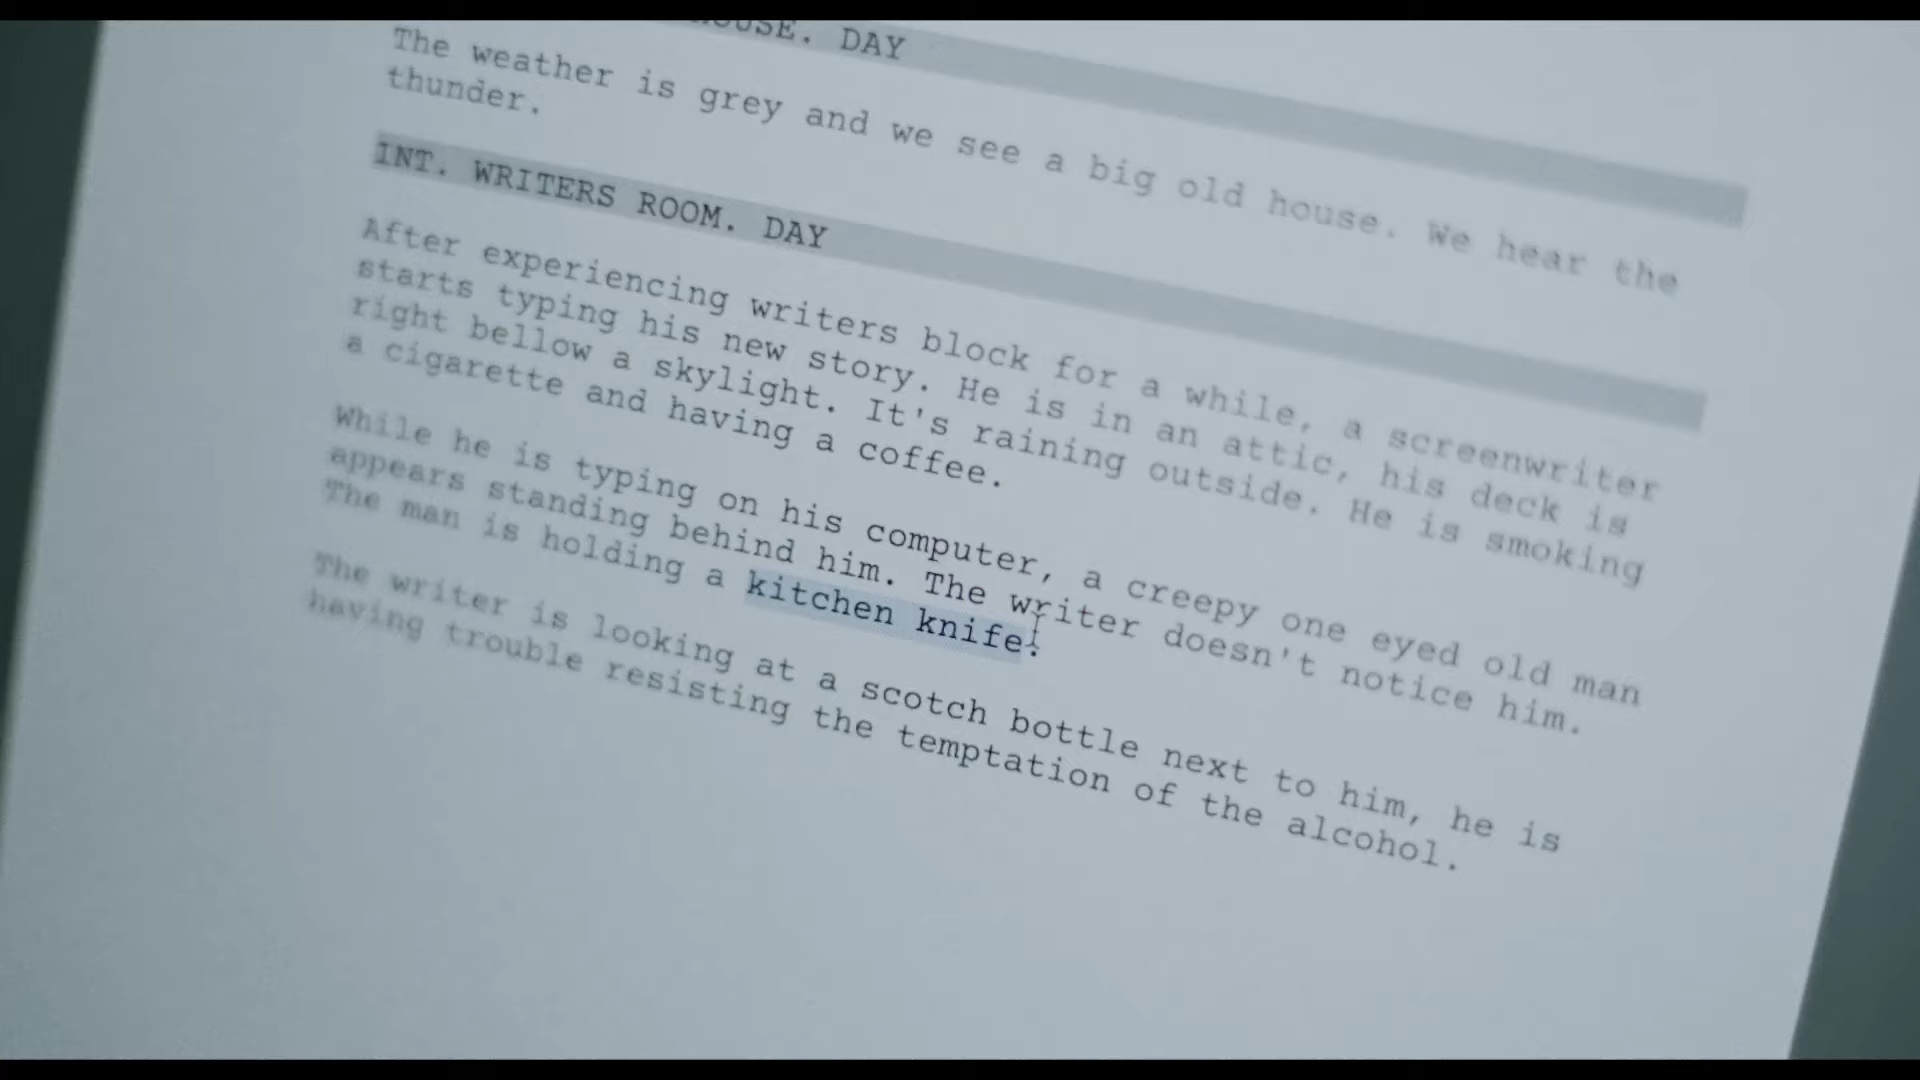 HOUSE. DAY
The weather is grey and we see a big old house. We hear the
thunder.
INT. WRITERS ROOM. DAY
After experiencing writers block for a while, a screenwriter
starts typing his new story. He is in an attic, his deck is
right bellow a skylight. It's raining outside. He is smoking
a cigarette and having a coffee.
While he is typing on his computer, a creepy one eyed old man
appears standing behind him. The writer doesn't notice him.
The man is holding a kitchen knife.
The writer is looking at a scotch bottle next to him, he is
having trouble resisting the temptation of the alcohol.